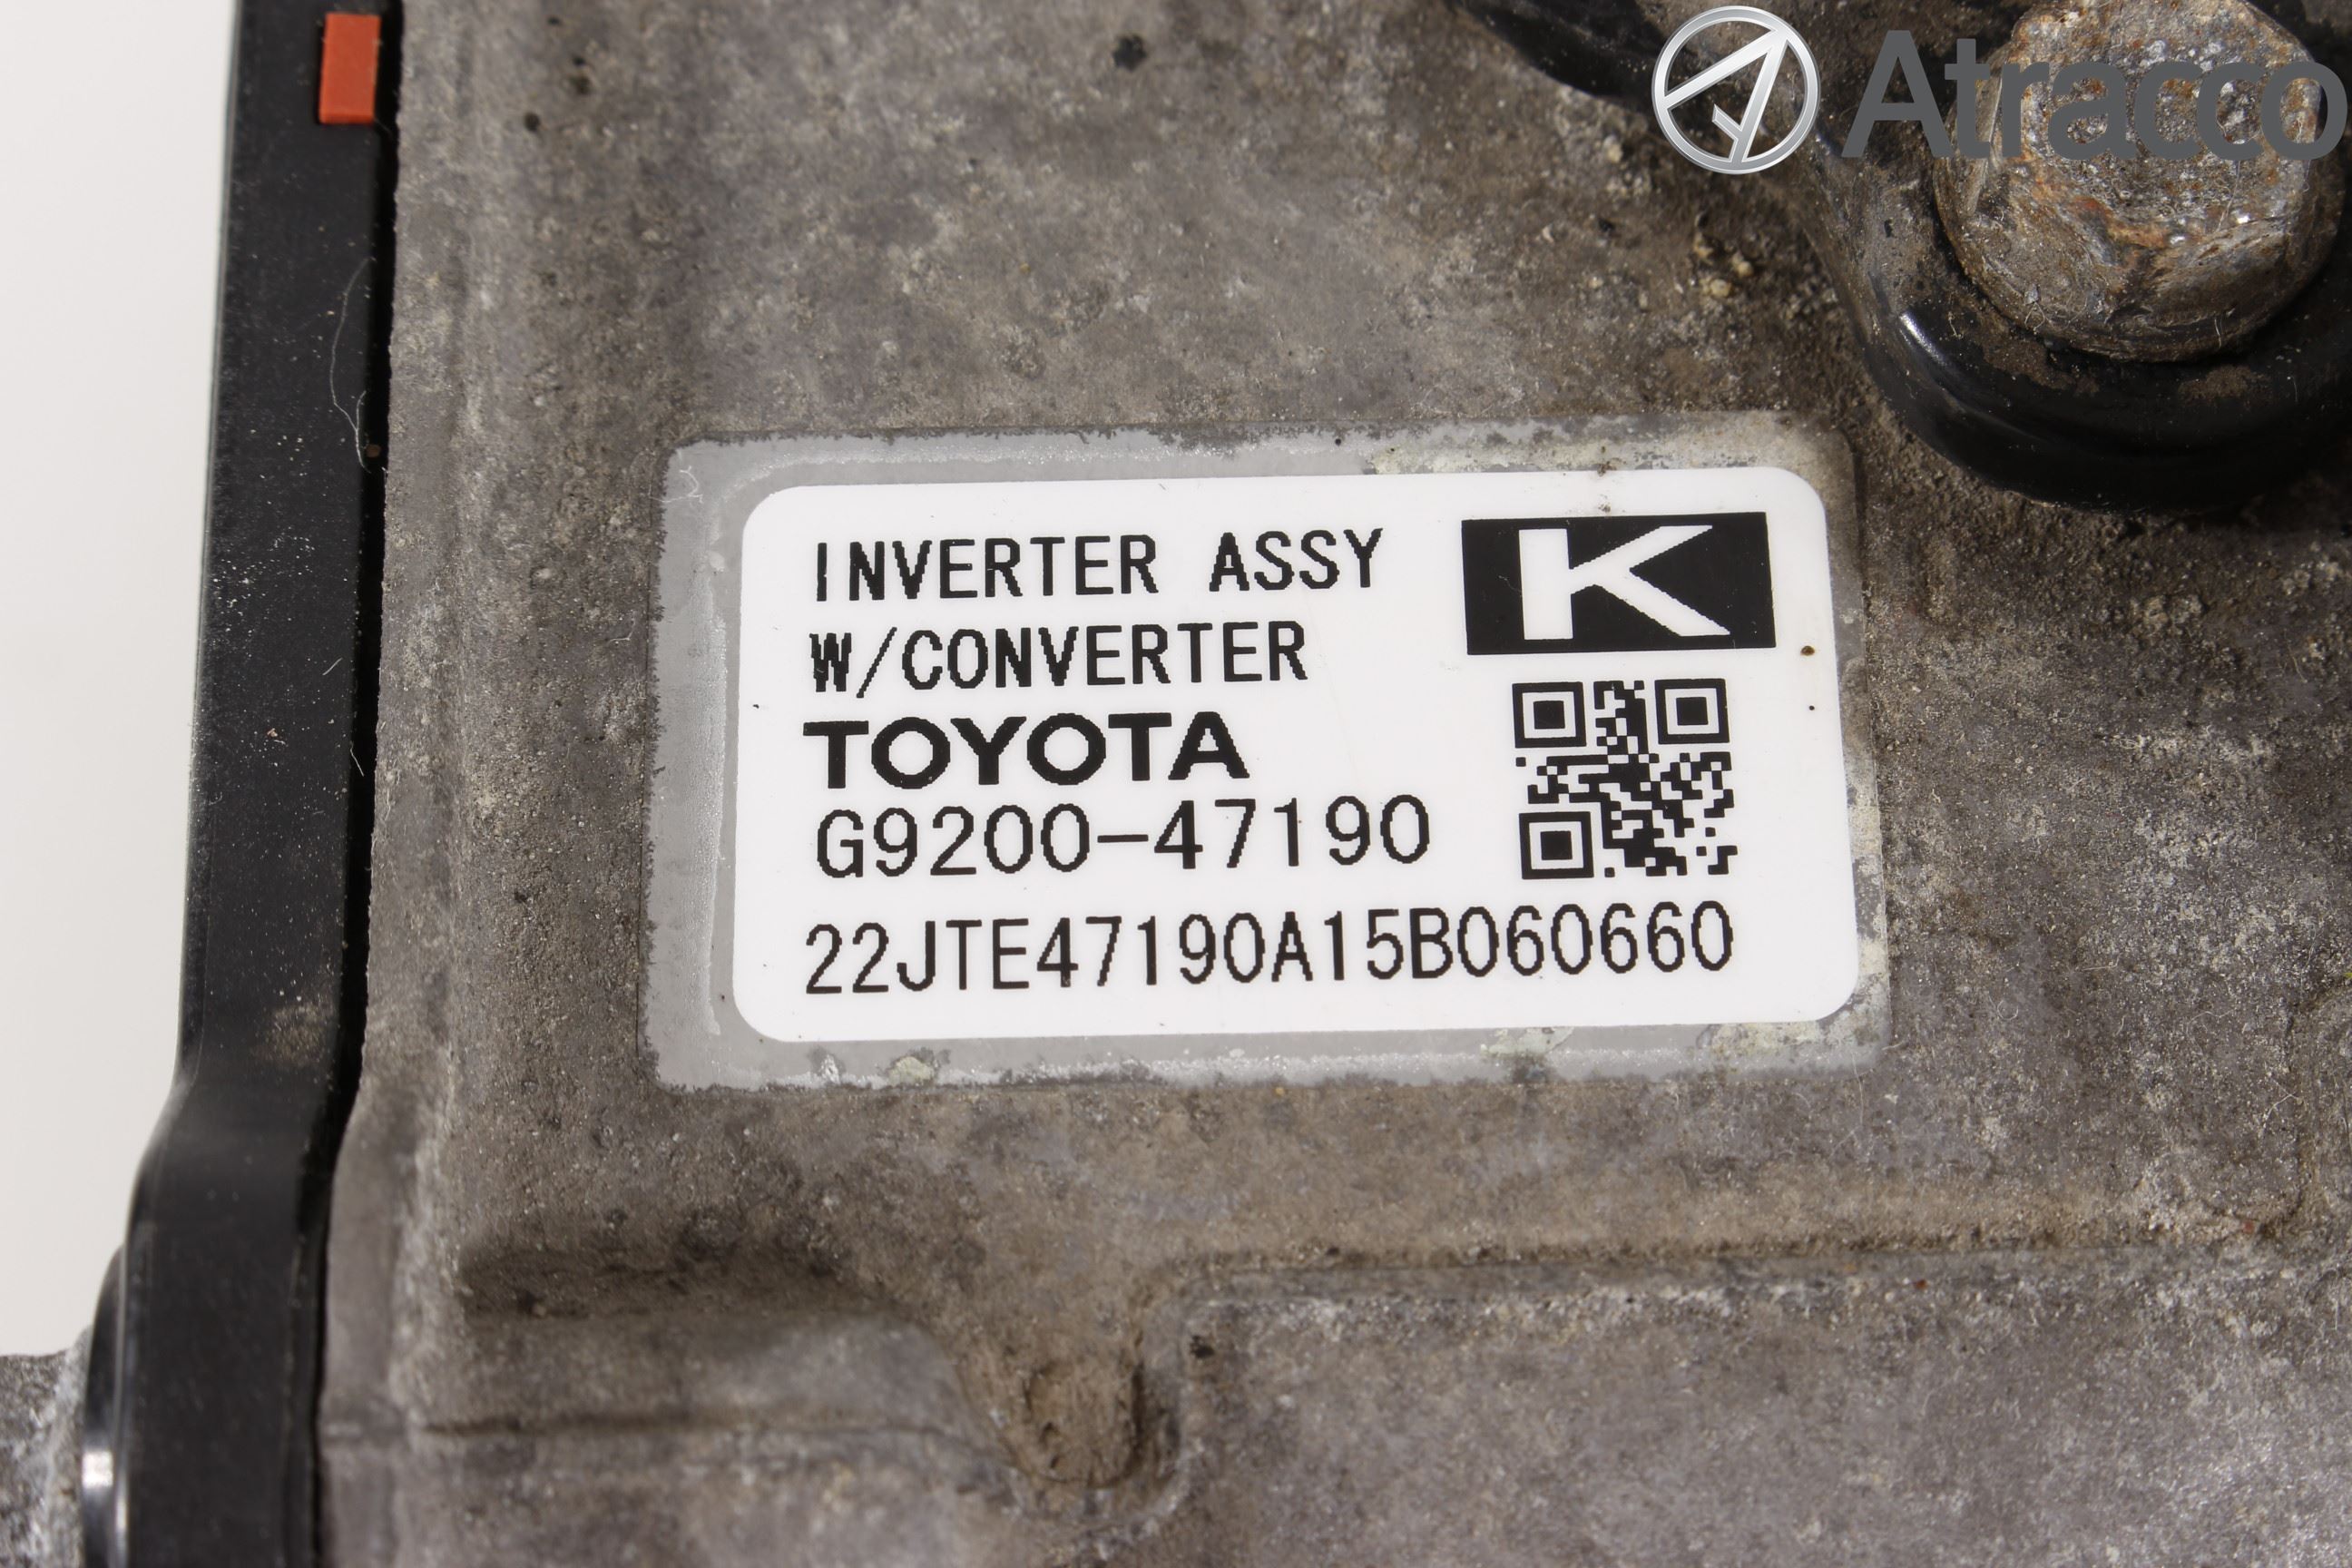 Atracco
INVERTER ASSY
K
W/CONVERTER
TOYOTA
G9200-47190
22JTE47190A15B060660